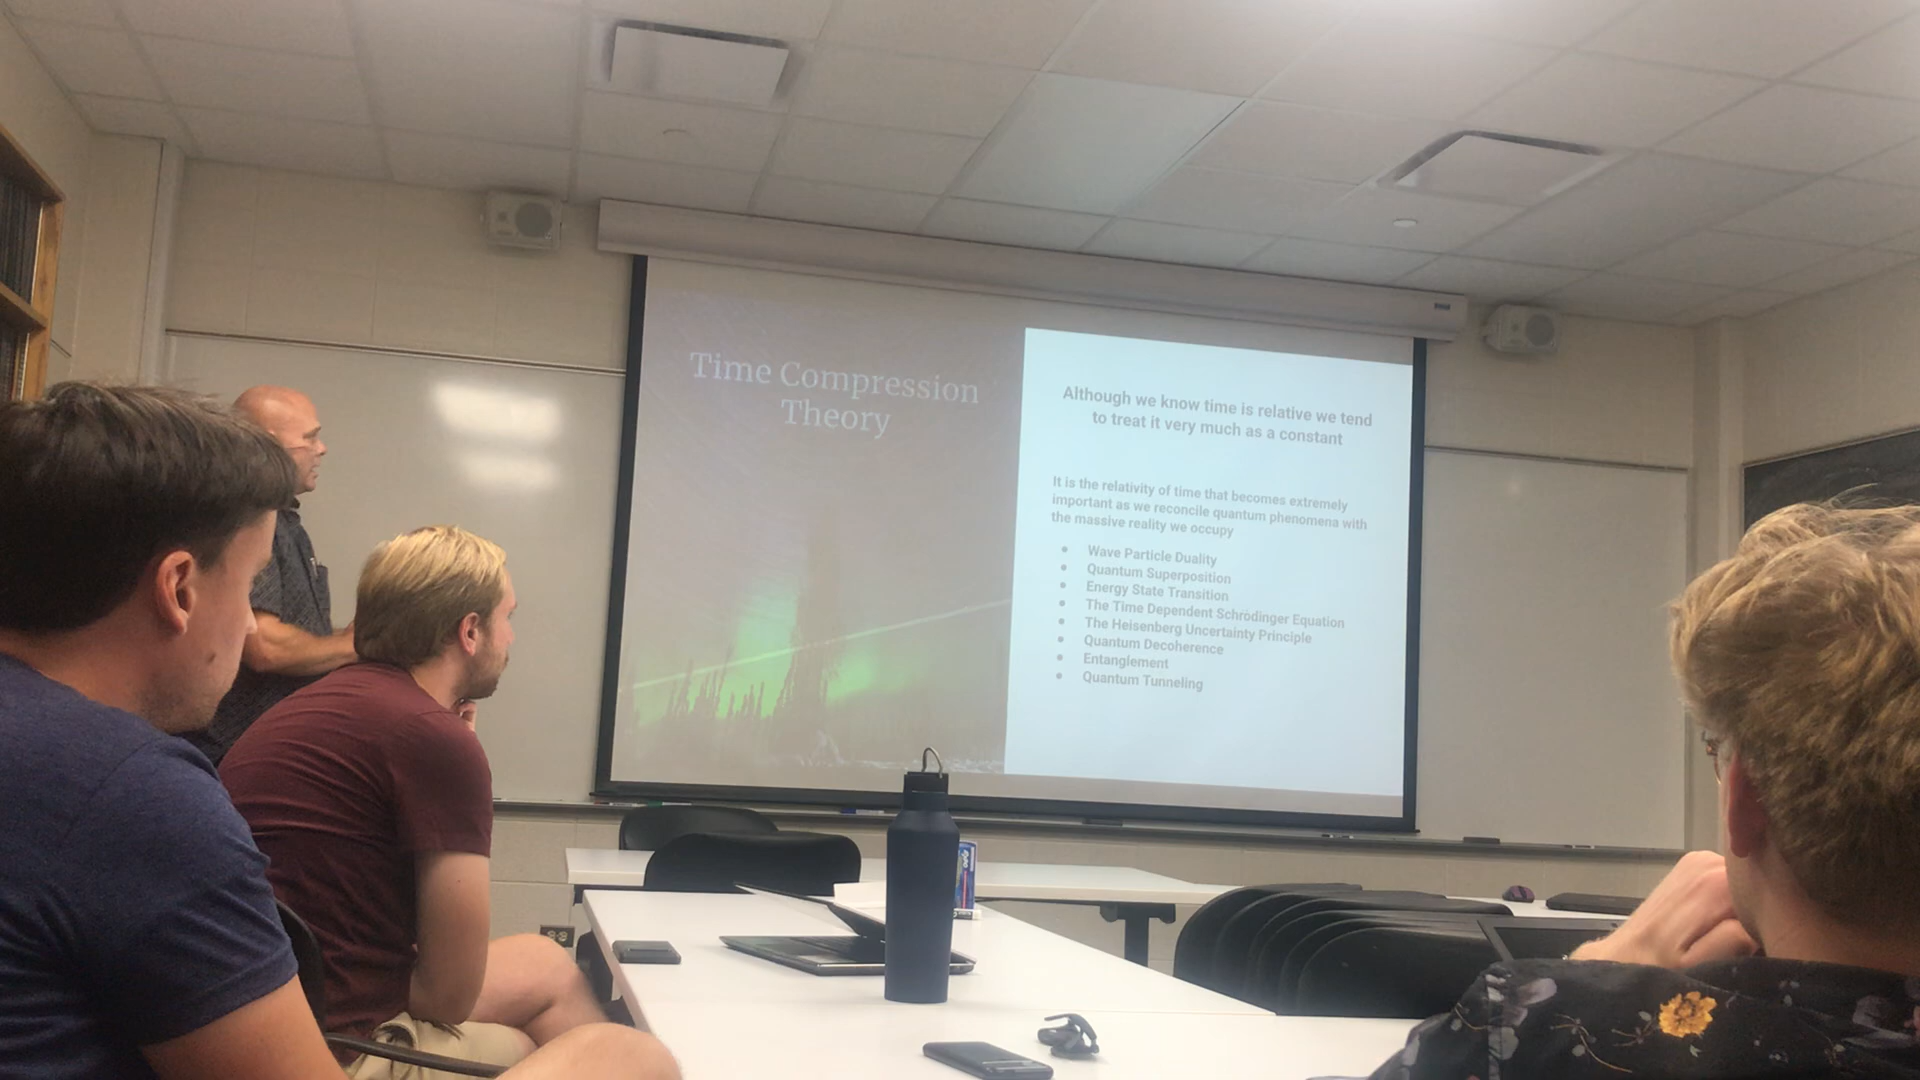 Time Compression
Theory
Although we know time is relative we tend
to treat it very much as a constant
It is the relativity of time that becomes extremely
important as we reconcile quantum phenomena with
the massive reality we occupy
● Wave Particle Duality
● Quantum Superposition
● Energy State Transition
● The Time Dependent Schrödinger Equation
● The Heisenberg Uncertainty Principle
● Quantum Decoherence
● Entanglement
● Quantum Tunneling
EXPO